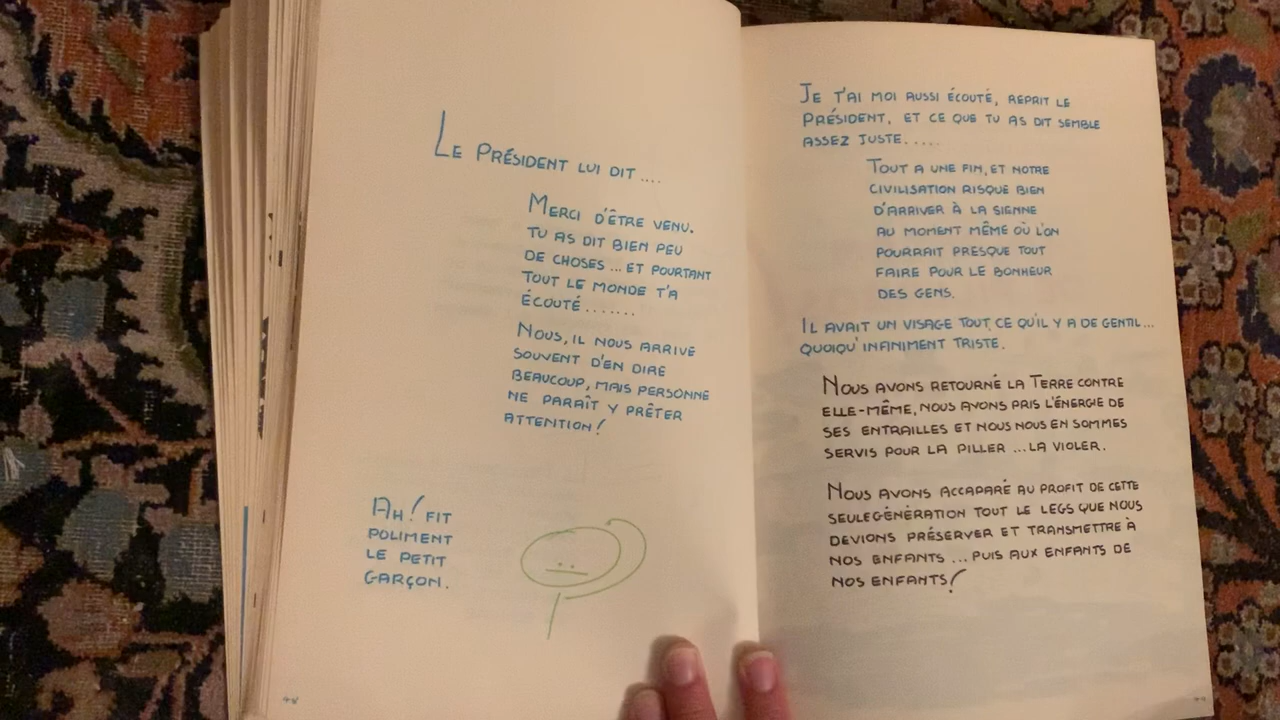 Le Président lui dit ....
Merci d'être venu.
Tu as dit bien peu
de choses ... et pourtant
tout le monde t'a
écouté .......
Nous, il nous arrive
souvent d'en dire
beaucoup, mais personne
ne paraît y prêter
attention !
Ah ! fit
poliment
le petit
garçon.
Je t'ai moi aussi écouté, reprit le
Président, et ce que tu as dit semble
assez juste.....
Tout a une fin, et notre
civilisation risque bien
d'arriver à la sienne
au moment même où l'on
pourrait presque tout
faire pour le bonheur
des gens.
Il avait un visage tout ce qu'il y a de gentil...
quoiqu'infiniment triste.
Nous avons retourné la Terre contre
elle-même, nous avons pris l'énergie de
ses entrailles et nous nous en sommes
servis pour la piller ... la violer.
Nous avons accaparé au profit de cette
seule génération tout le legs que nous
devions préserver et transmettre à
nos enfants ... puis aux enfants de
nos enfants !